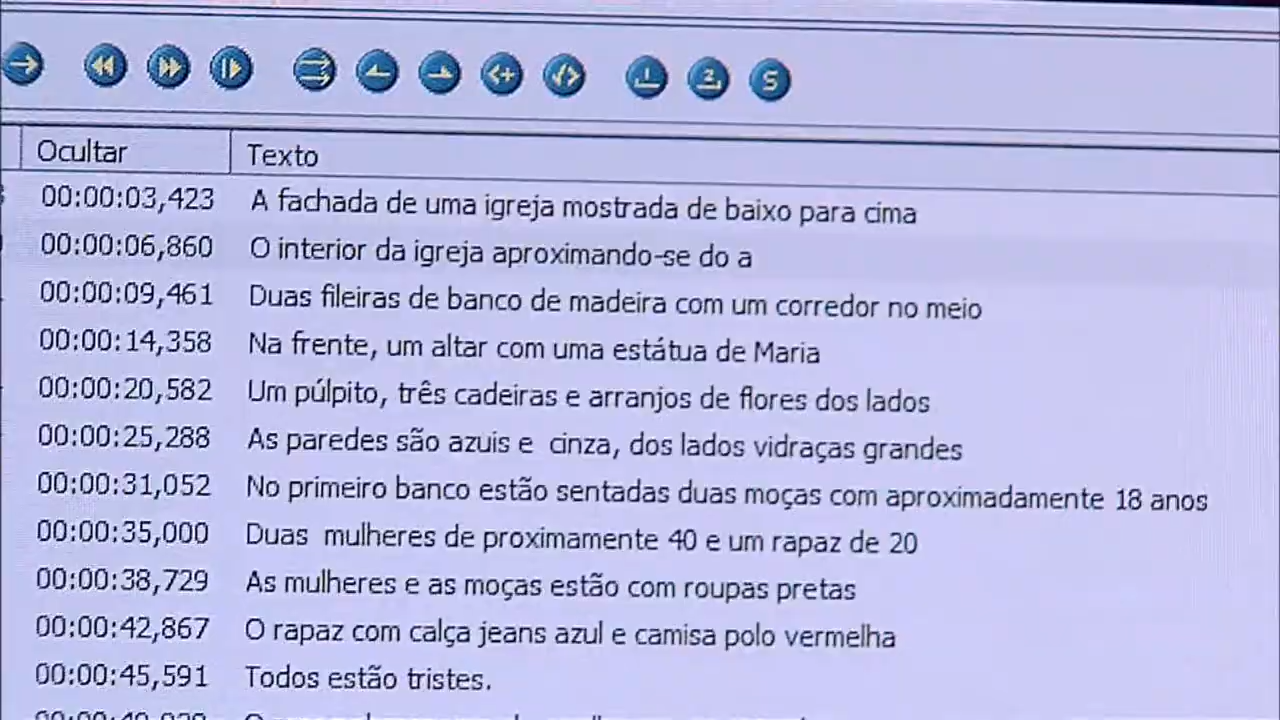 Ocultar Texto
00:00:03,423 A fachada de uma igreja mostrada de baixo para cima
00:00:06,860 O interior da igreja aproximando-se do a
00:00:09,461 Duas fileiras de banco de madeira com um corredor no meio
00:00:14,358 Na frente, um altar com uma estátua de Maria
00:00:20,582 Um púlpito, três cadeiras e arranjos de flores dos lados
00:00:25,288 As paredes são azuis e  cinza, dos lados vidraças grandes
00:00:31,052 No primeiro banco estão sentadas duas moças com aproximadamente 18 anos
00:00:35,000 Duas  mulheres de proximamente 40 e um rapaz de 20
00:00:38,729 As mulheres e as moças estão com roupas pretas
00:00:42,867 O rapaz com calça jeans azul e camisa polo vermelha
00:00:45,591 Todos estão tristes.